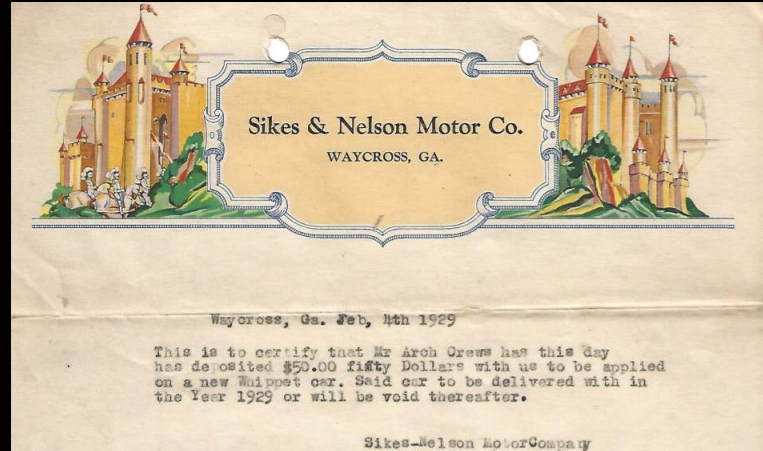 Sikes & Nelson Motor Co.
WAYCROSS, GA.
Waycross, Ga. Feb, 4th 1929
This is to certify that Mr Arch Crews has this day
has deposited $50.00 fifty Dollars with us to be applied
on a new Whippet car. Said car to be delivered with in
the Year 1929 or will be void thereafter.
Sikes-Nelson MotorCompany